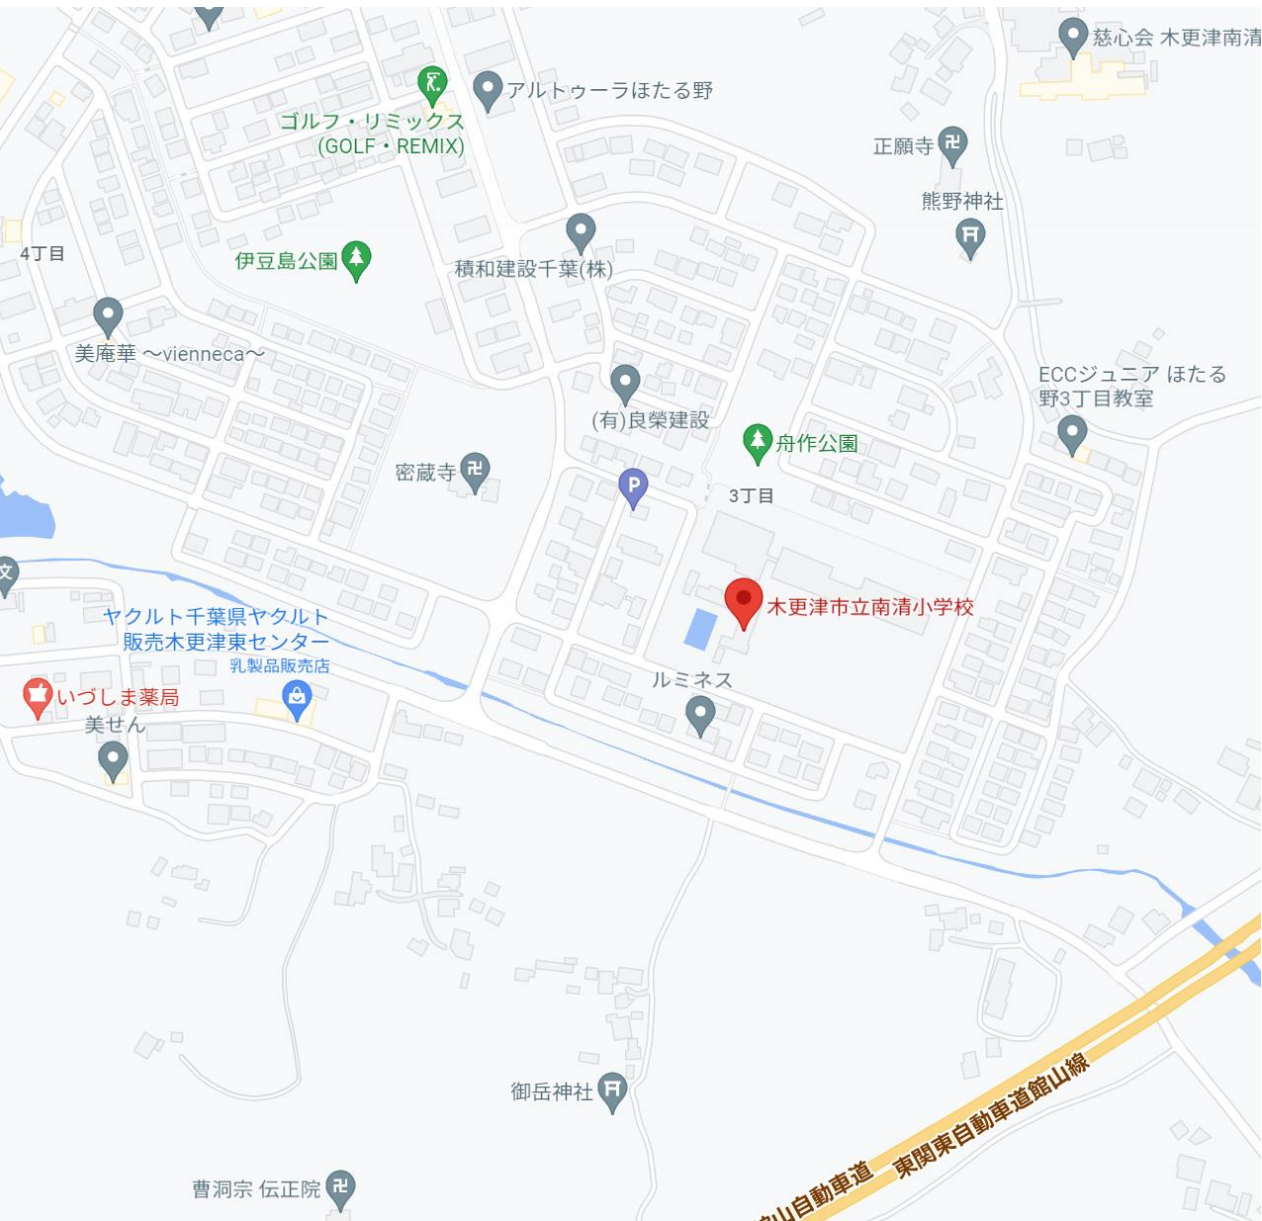 慈心会 木更津南清
アルトゥーラほたる野
ゴルフ・リミックス
(GOLF・REMIX)
正願寺
熊野神社
4丁目
伊豆島公園
積和建設千葉(株)
美庵華 〜vienneca〜
ECCジュニア ほたる
野3丁目教室
(有)良榮建設
舟作公園
密蔵寺
P
3丁目
文
木更津市立南清小学校
ヤクルト千葉県ヤクルト
販売木更津東センター
乳製品販売店
ルミネス
いづしま薬局
美せん
御岳神社
東関東自動車道館山線
館山自動車道
曹洞宗 伝正院